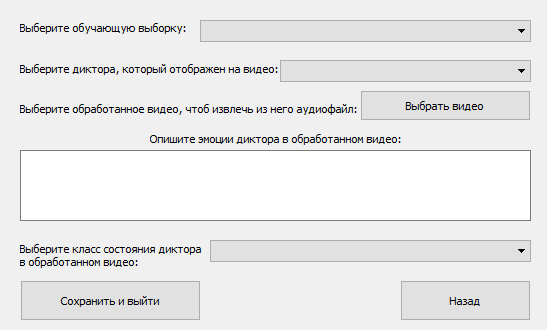 Выберите обучающую выборку:
Выберите диктора, который отображен на видео:
Выберите обработанное видео, чтоб извлечь из него аудиофайл: Выбрать видео
Опишите эмоции диктора в обработанном видео:
Выберите класс состояния диктора
в обработанном видео:
Сохранить и выйти Назад